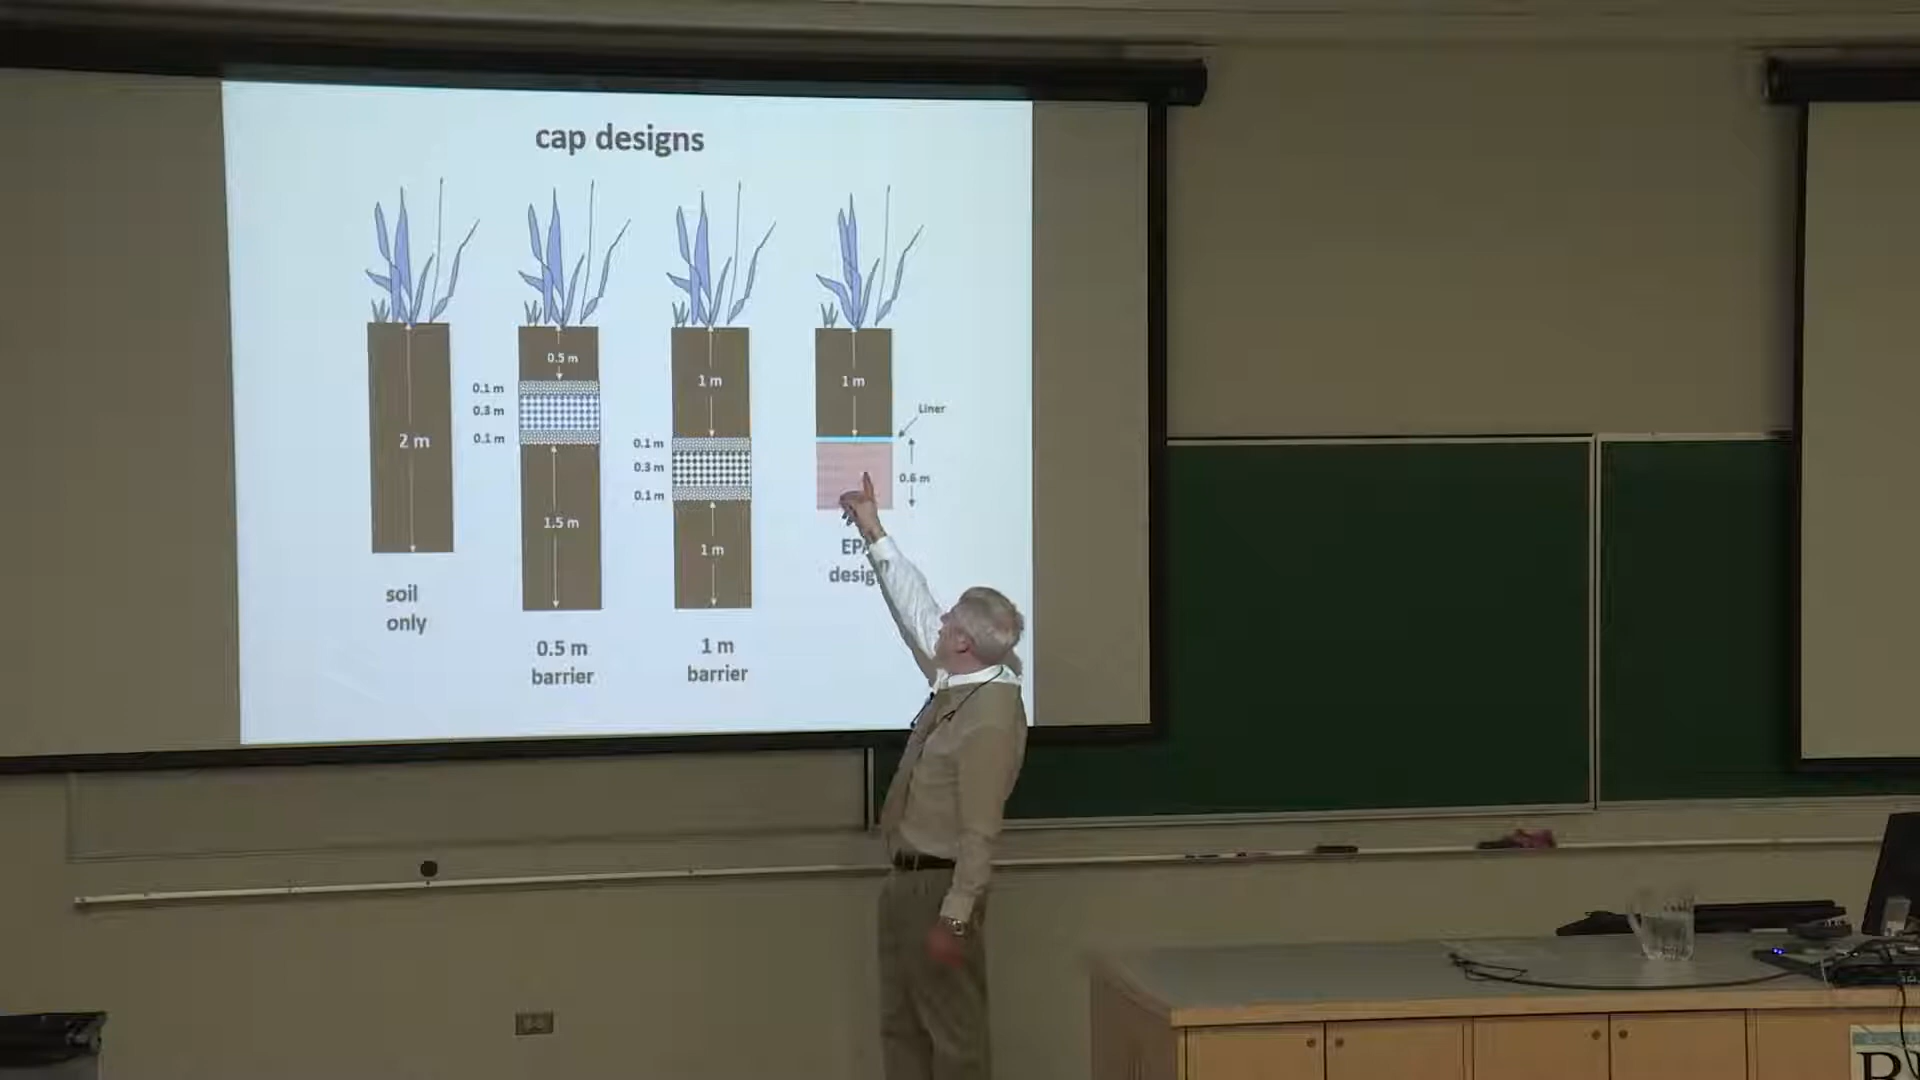 cap designs
2 m
soil
only
0.5 m
0.1 m
0.3 m
0.1 m
1.5 m
0.5 m
barrier
1 m
0.1 m
0.3 m
0.1 m
1 m
1 m
barrier
1 m
Liner
0.6 m